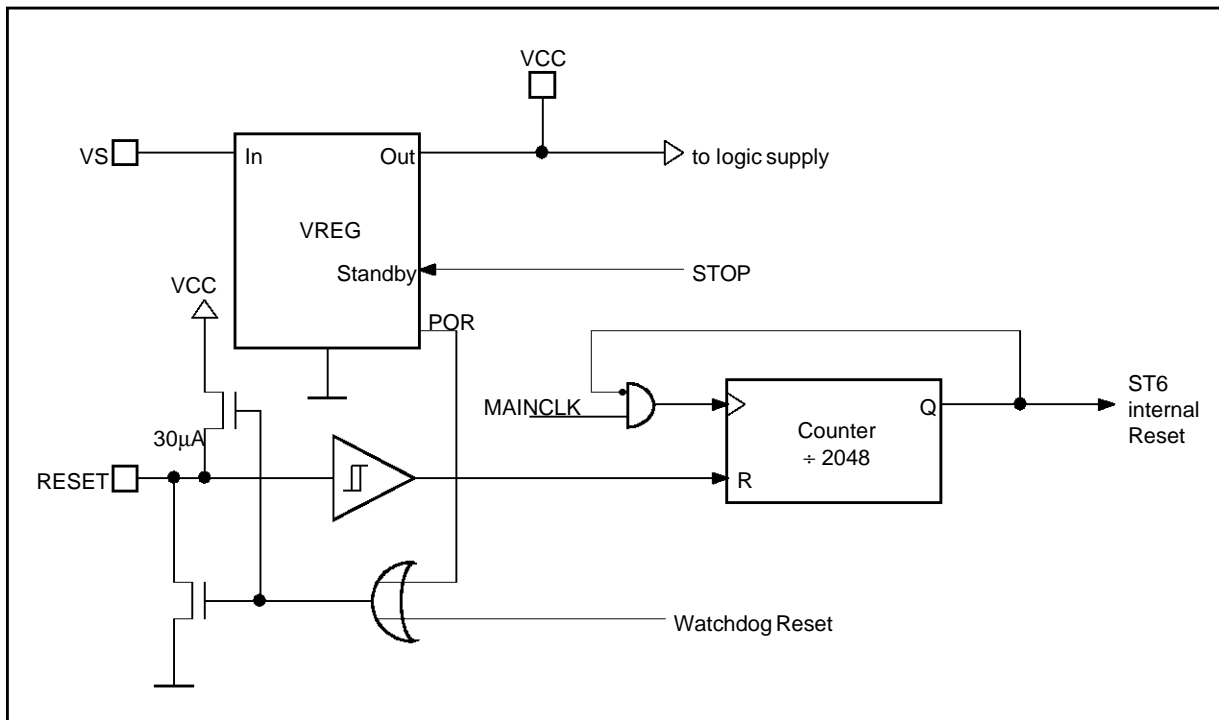 VCC
VS
In
Out
to logic supply
VREG
Standby
STOP
VCC
POR
MAINCLK
Q
ST6
internal
Reset
Counter
÷ 2048
30μA
RESET
R
Watchdog Reset